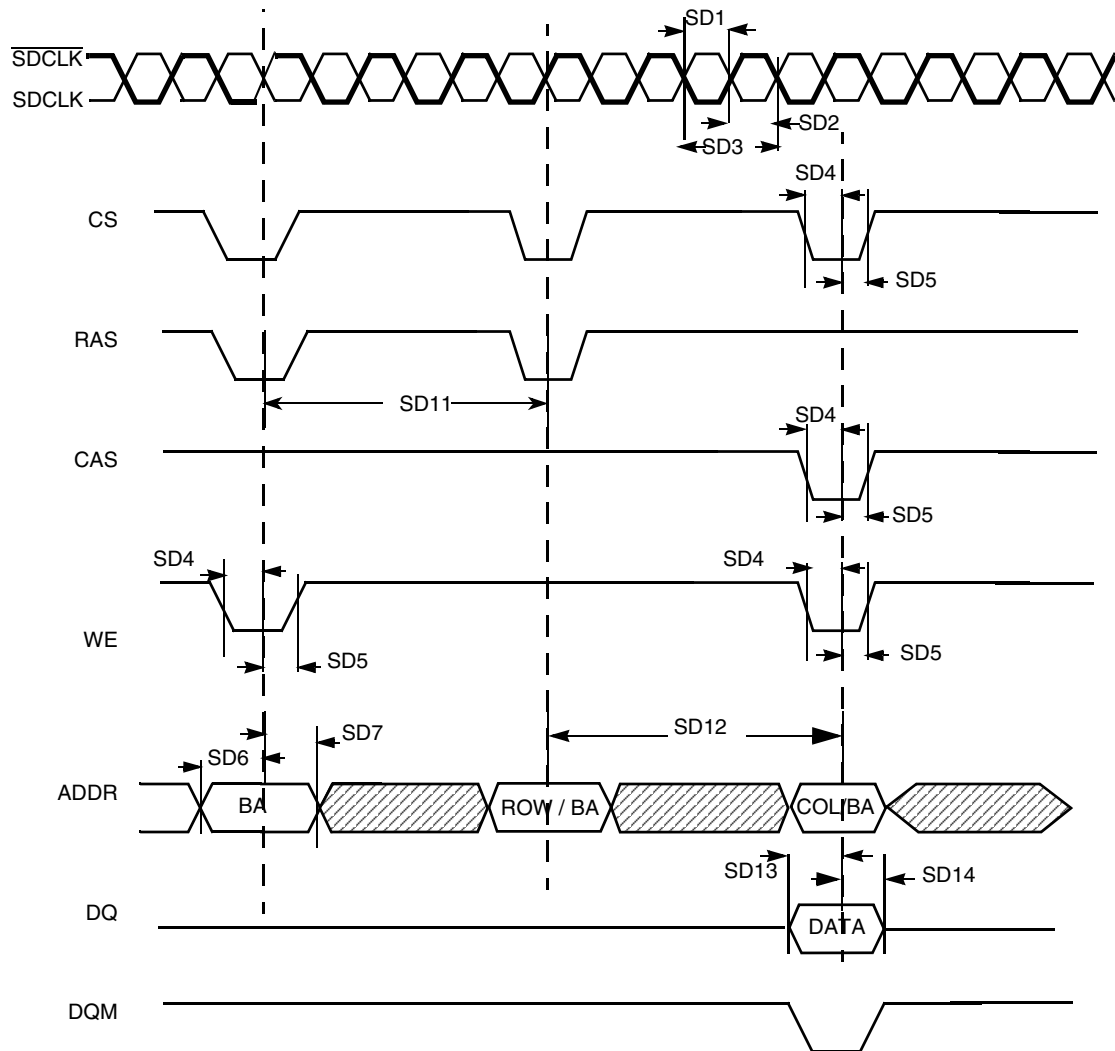 SD1
SDCLK
SDCLK
SD2
SD3
SD4
CS
SD5
RAS
SD11
SD4
CAS
SD5
SD4
SD4
WE
SD5
SD5
SD12
SD7
SD6
ADDR
BA
ROW / BA
COL/BA
SD13
SD14
DQ
DATA
DQM